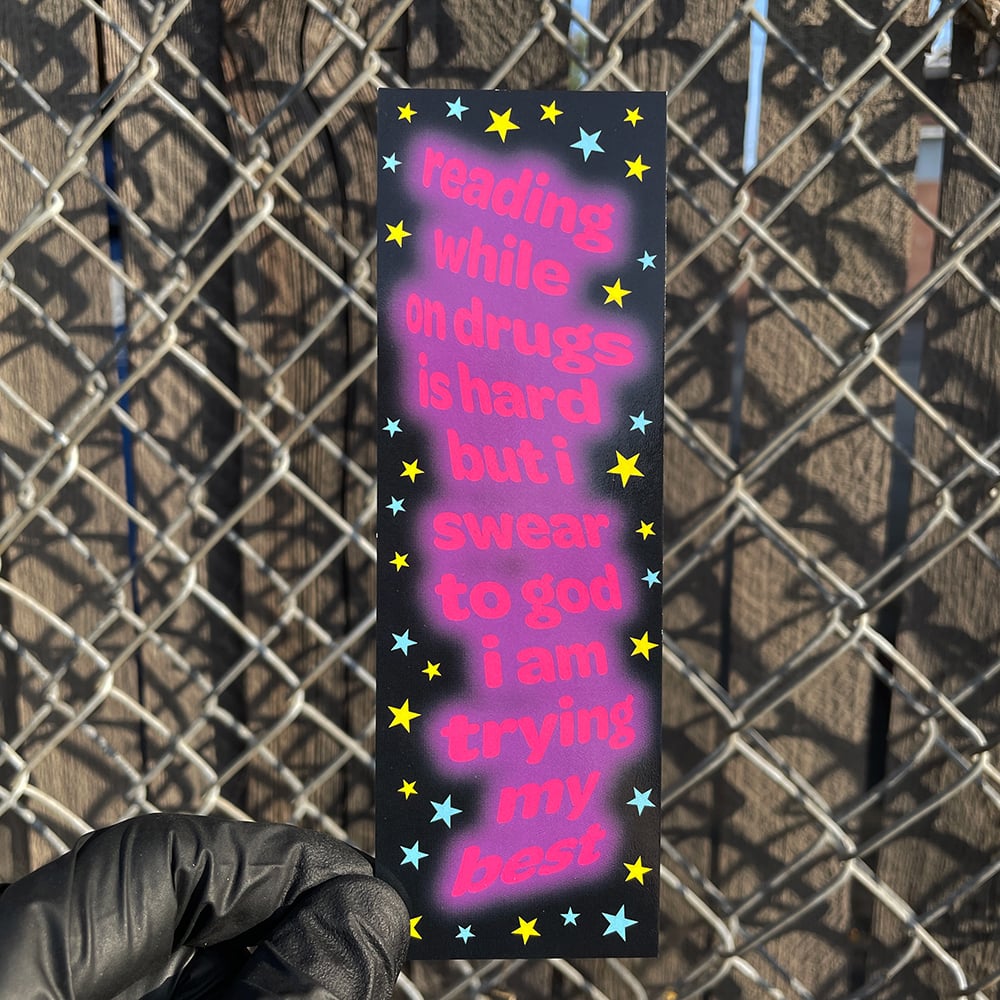 reading
while
on drugs
is hard
but i
swear
to god
i am
trying
my
best